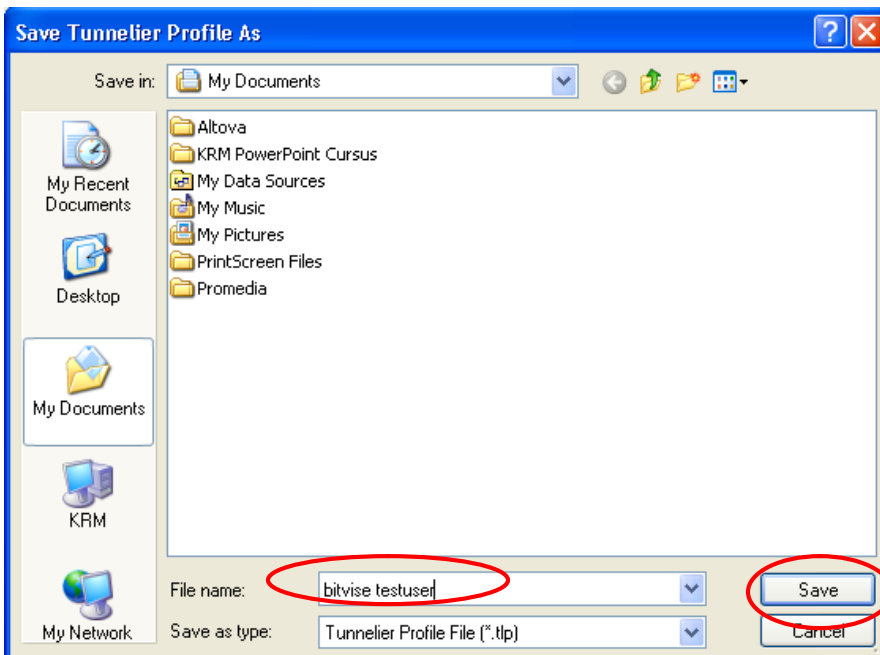 Save Tunnelier Profile As
Save in:
My Documents
My Recent
Documents
Desktop
My Documents
KRM
My Network
Altova
KRM PowerPoint Cursus
My Data Sources
My Music
My Pictures
PrintScreen Files
Promedia
File name:
bitvise testuser
Save
Save as type:
Tunnelier Profile File (*.tlp)
Cancel